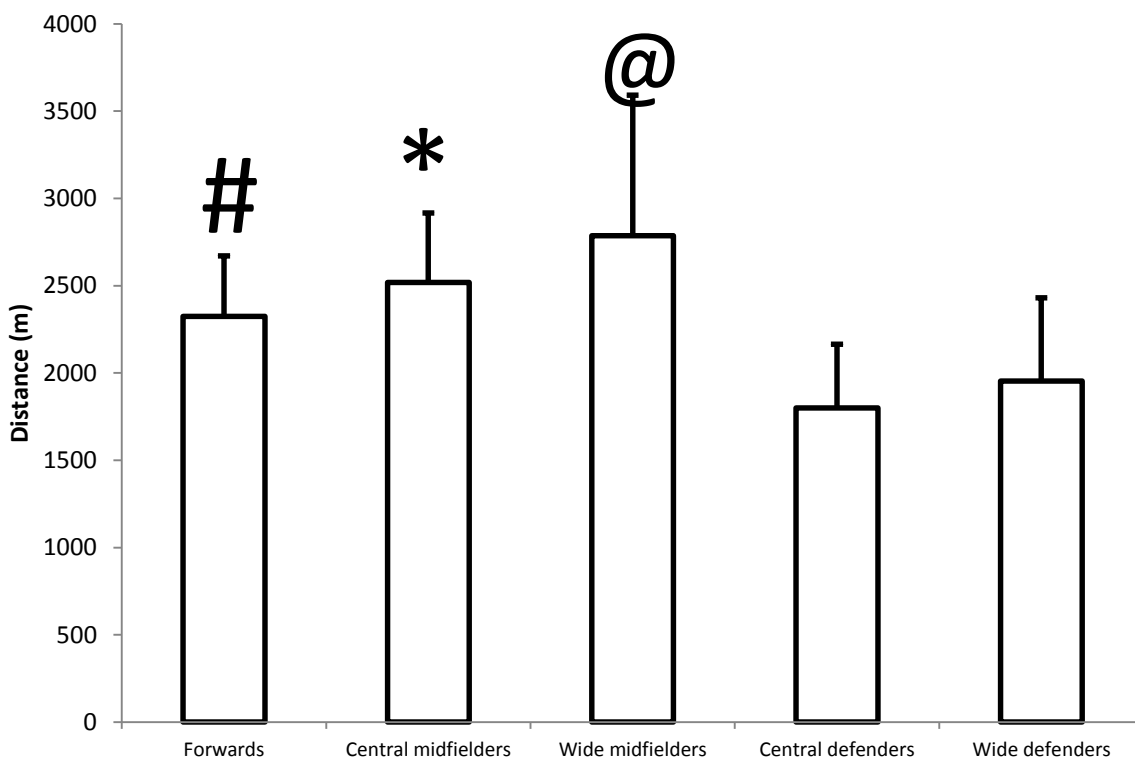 4000
3500
3000
2500
2000
1500
1000
500
0
Distance (m)
#
*
@
Forwards
Central midfielders
Wide midfielders
Central defenders
Wide defenders